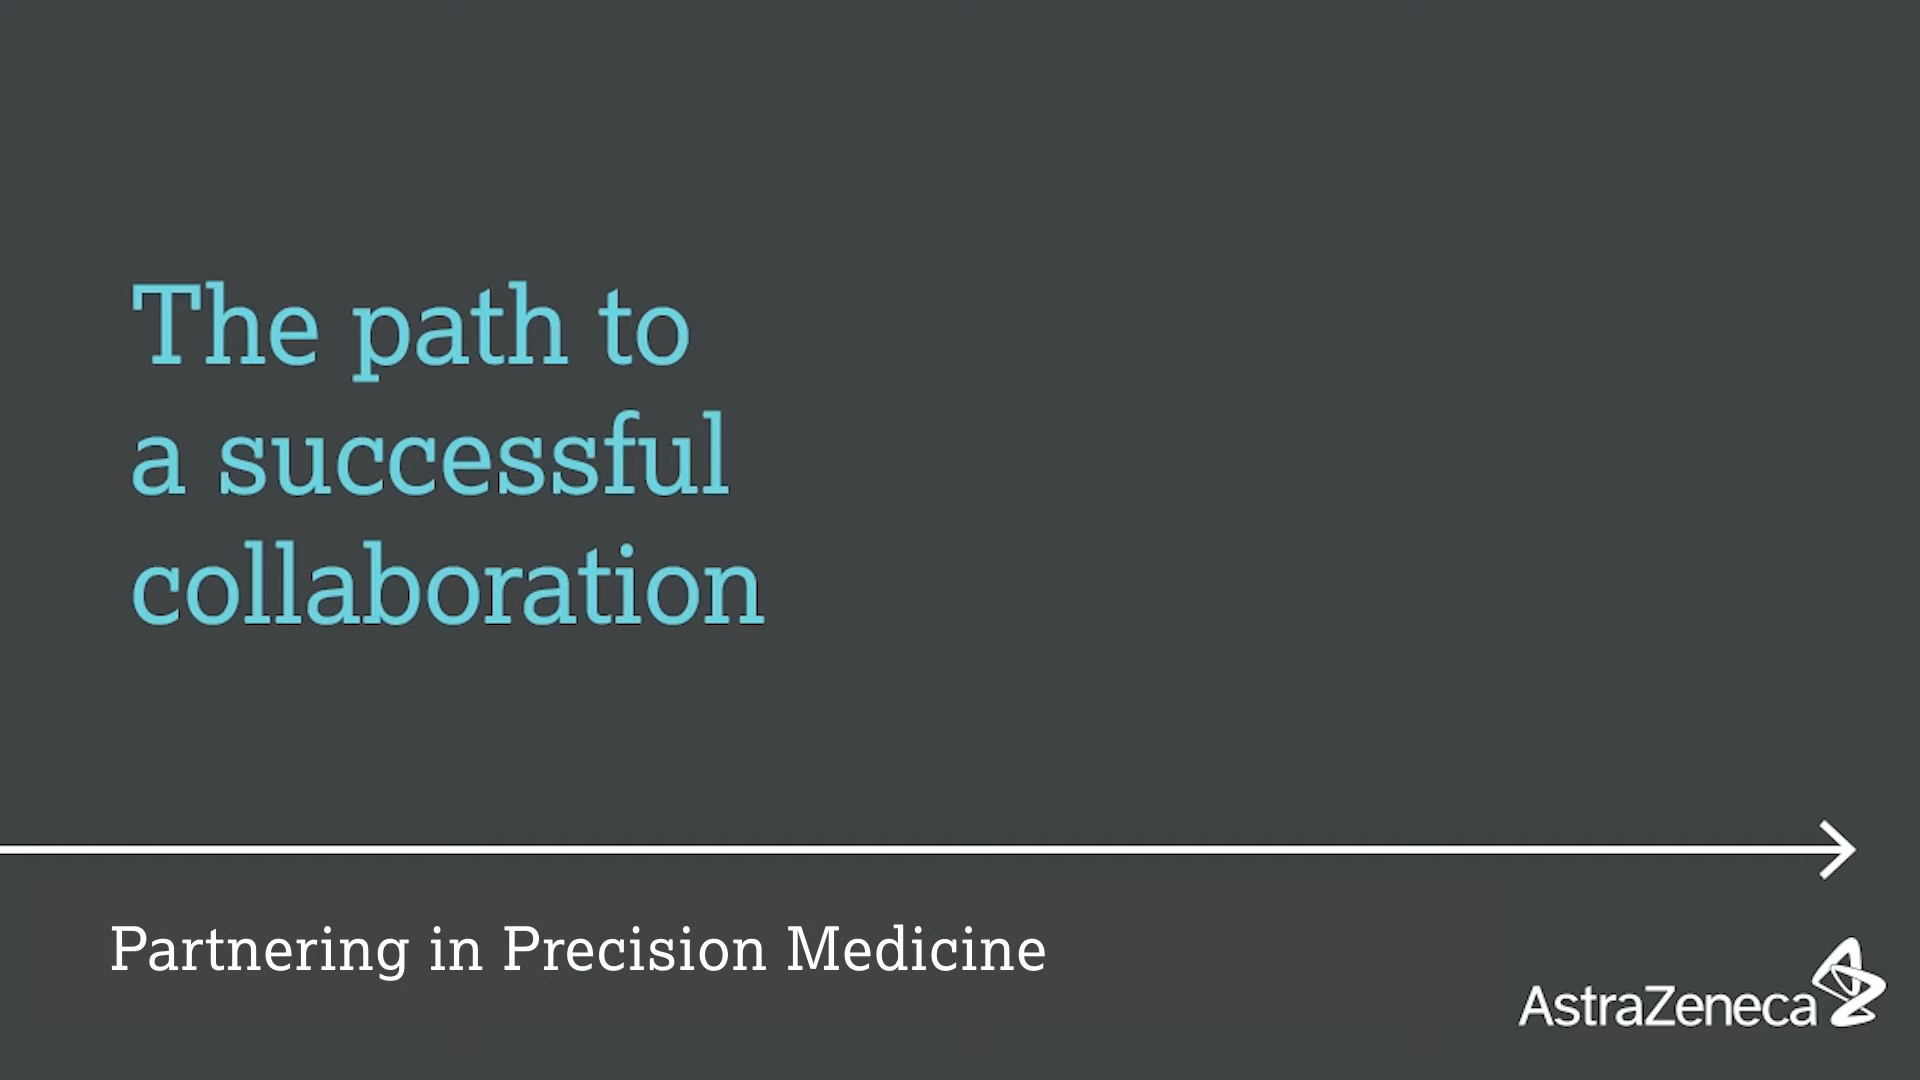 The path to
a successful
collaboration
Partnering in Precision Medicine
AstraZeneca